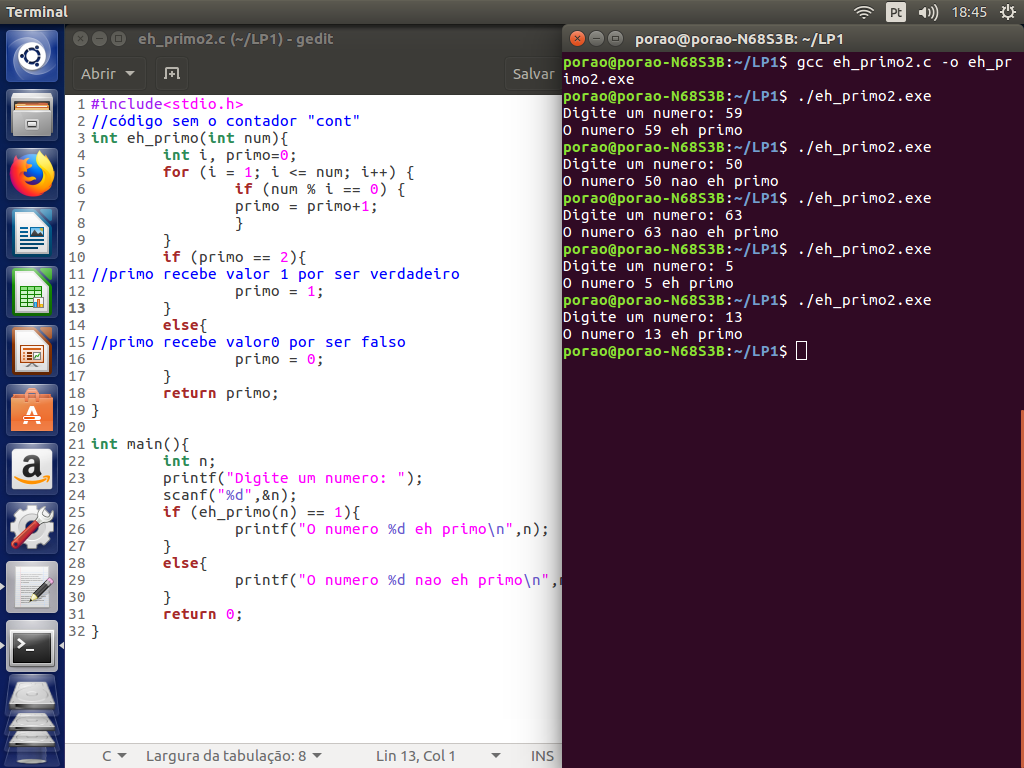 Terminal
Pt
18:45
eh_primo2.c (~/LP1) - gedit
Abrir
Salvar
1 #include<stdio.h>
2 //código sem o contador "cont"
3 int eh_primo(int num){
4 int i, primo=0;
5 for (i = 1; i <= num; i++) {
6 if (num % i == 0) {
7 primo = primo+1;
8 }
9 }
10 if (primo == 2){
11 //primo recebe valor 1 por ser verdadeiro
12 primo = 1;
13 }
14 else{
15 //primo recebe valor0 por ser falso
16 primo = 0;
17 }
18 return primo;
19 }
20
21 int main(){
22 int n;
23 printf("Digite um numero: ");
24 scanf("%d",&n);
25 if (eh_primo(n) == 1){
26 printf("O numero %d eh primo\n",n);
27 }
28 else{
29 printf("O numero %d nao eh primo\n",
30 }
31 return 0;
32 }
C
Largura da tabulação: 8
Lin 13, Col 1
INS
porao@porao-N68S3B: ~/LP1
porao@porao-N68S3B:~/LP1$ gcc eh_primo2.c -o eh_pr
imo2.exe
porao@porao-N68S3B:~/LP1$ ./eh_primo2.exe
Digite um numero: 59
O numero 59 eh primo
porao@porao-N68S3B:~/LP1$ ./eh_primo2.exe
Digite um numero: 50
O numero 50 nao eh primo
porao@porao-N68S3B:~/LP1$ ./eh_primo2.exe
Digite um numero: 63
O numero 63 nao eh primo
porao@porao-N68S3B:~/LP1$ ./eh_primo2.exe
Digite um numero: 5
O numero 5 eh primo
porao@porao-N68S3B:~/LP1$ ./eh_primo2.exe
Digite um numero: 13
O numero 13 eh primo
porao@porao-N68S3B:~/LP1$